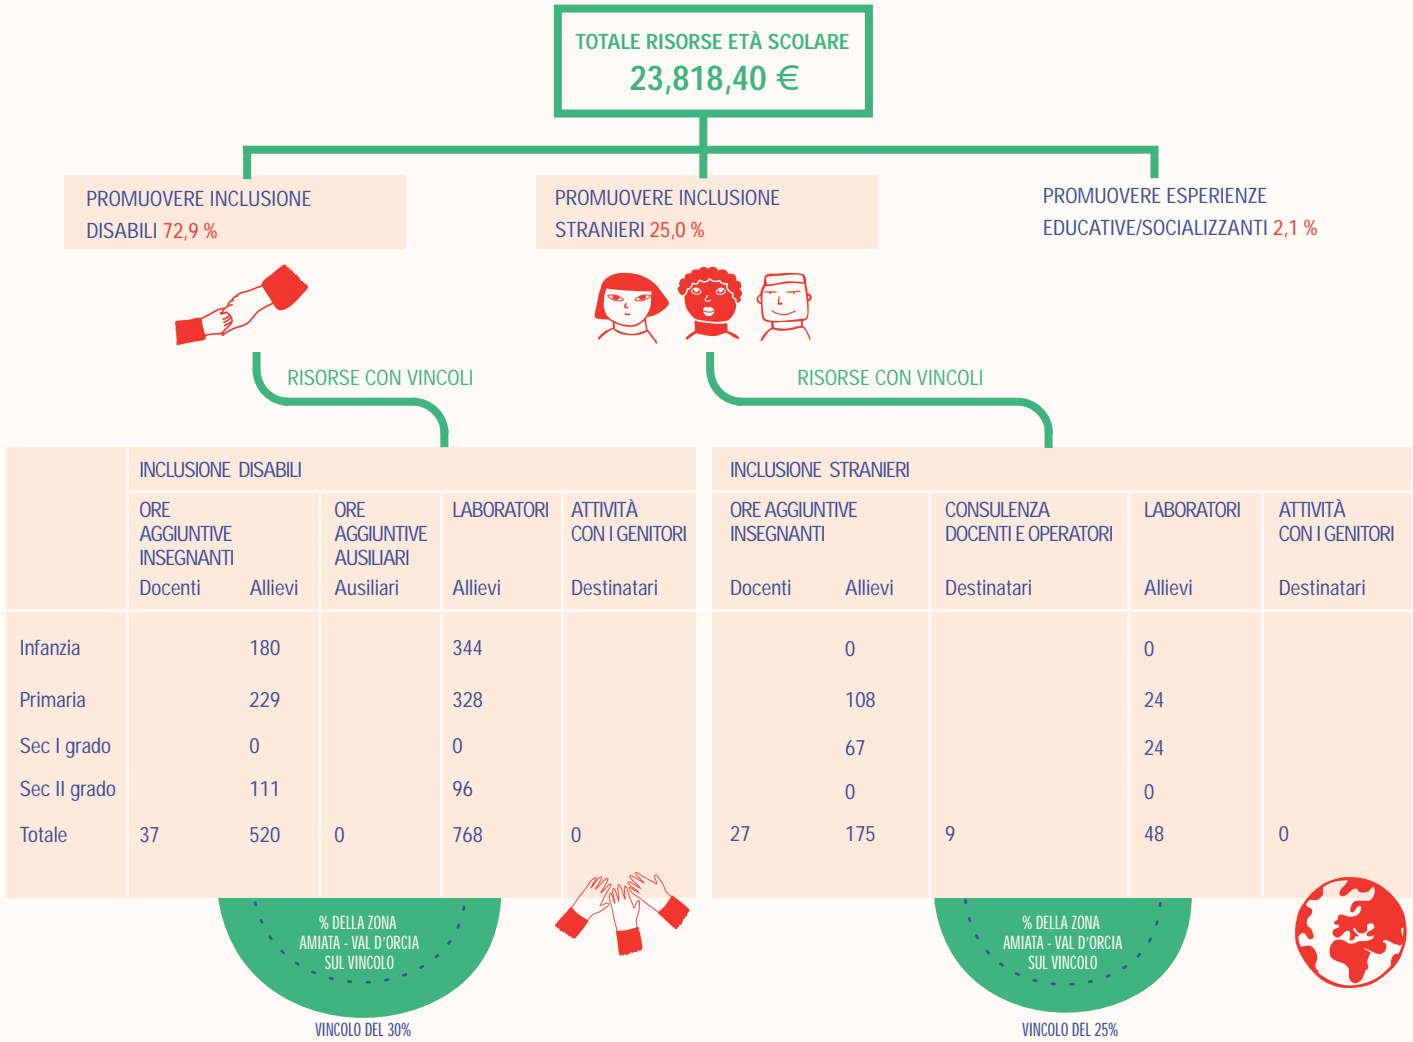 TOTALE RISORSE ETÀ SCOLARE
23,818,40 €
PROMUOVERE INCLUSIONE
DISABILI 72,9 %
PROMUOVERE INCLUSIONE
STRANIERI 25,0 %
PROMUOVERE ESPERIENZE
EDUCATIVE/SOCIALIZZANTI 2,1 %
RISORSE CON VINCOLI
RISORSE CON VINCOLI
INCLUSIONE DISABILI
ORE
AGGIUNTIVE
INSEGNANTI
ORE
AGGIUNTIVE
AUSILIARI
LABORATORI
ATTIVITÀ
CON I GENITORI
Docenti Allievi Ausiliari Allievi Destinatari
Infanzia 180 344
Primaria 229 328
Sec I grado 0 0
Sec II grado 111 96
Totale 37 520 0 768 0
INCLUSIONE STRANIERI
ORE AGGIUNTIVE
INSEGNANTI
CONSULENZA
DOCENTI E OPERATORI
LABORATORI
ATTIVITÀ
CON I GENITORI
Docenti Allievi Destinatari Allievi Destinatari
0 0
108 24
67 24
0 0
27 175 9 48 0
% DELLA ZONA
AMIATA - VAL D'ORCIA
SUL VINCOLO
VINCOLO DEL 30%
% DELLA ZONA
AMIATA - VAL D'ORCIA
SUL VINCOLO
VINCOLO DEL 25%